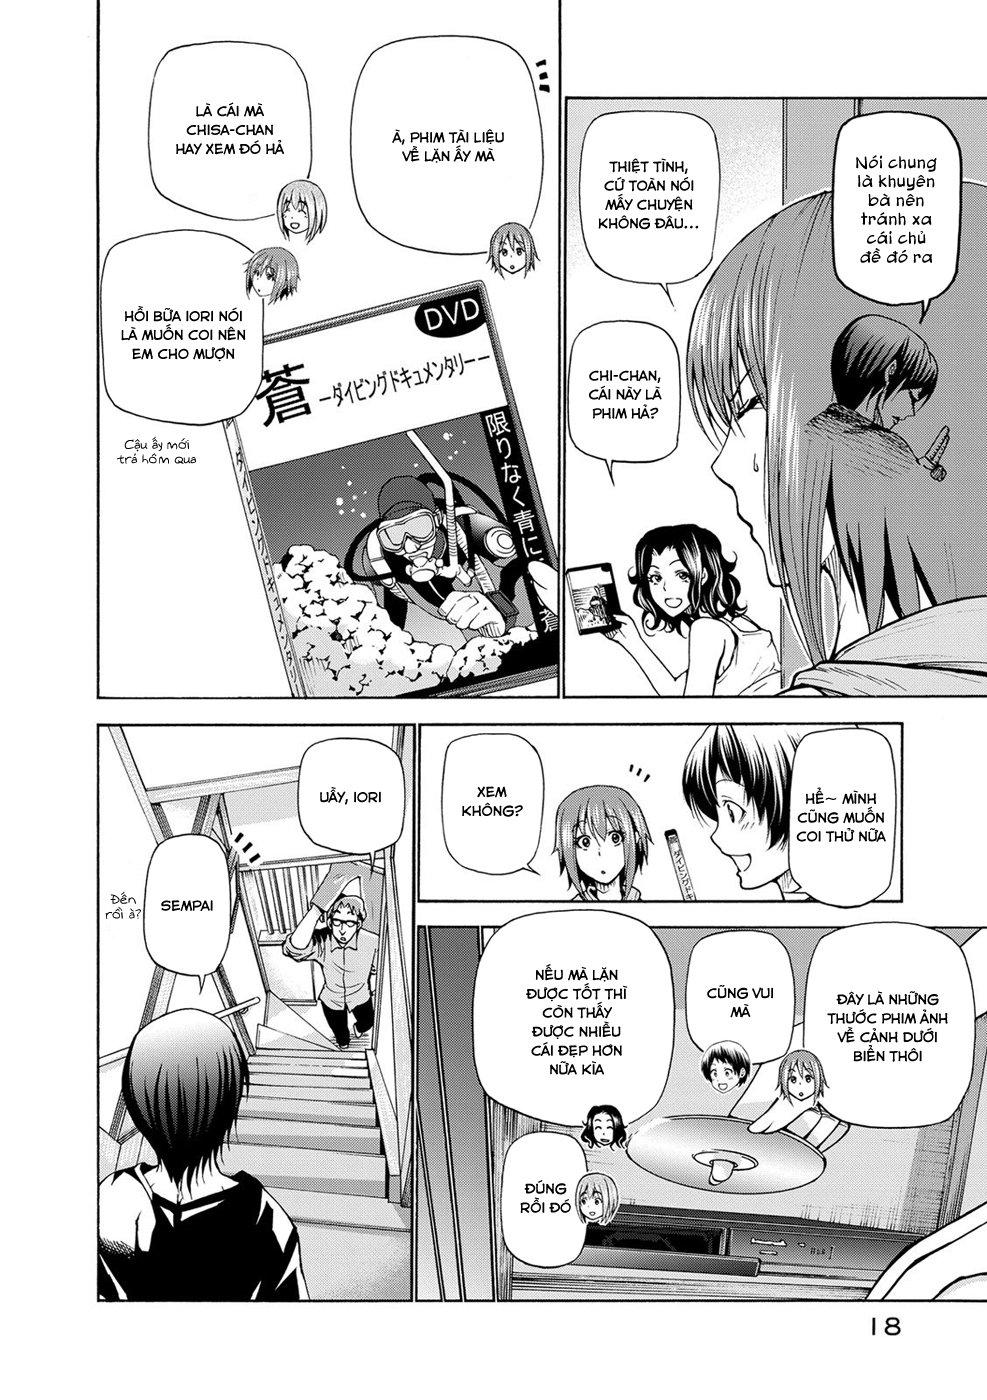 Nói chung
là khuyên
bà nên
tránh xa
cái chủ
đề đó ra
THIỆT TÌNH,
CỨ TOÀN NÓI
MẤY CHUYỆN
KHÔNG ĐÂU...
CHI-CHAN,
CÁI NÀY LÀ
PHIM HẢ?
À, PHIM TÀI LIỆU
VỀ LẶN ẤY MÀ
LÀ CÁI MÀ
CHISA-CHAN
HAY XEM ĐÓ HẢ
HỒI BỮA IORI NÓI
LÀ MUỐN COI NÊN
EM CHO MƯỢN
Cậu ấy mới
trả hôm qua
DVD
蒼
ーダイビングドキュメンタリーー
限りなく青に
蒼
HỂ~ MÌNH
CŨNG MUỐN
COI THỬ NỮA
XEM
KHÔNG?
UẦY, IORI
SEMPAI
Đến
rồi à?
ĐÂY LÀ NHỮNG
THƯỚC PHIM ẢNH
VỀ CẢNH DƯỚI
BIỂN THÔI
CŨNG VUI
MÀ
NẾU MÀ LẶN
ĐƯỢC TỐT THÌ
CÒN THẤY
ĐƯỢC NHIỀU
CÁI ĐẸP HƠN
NỮA KÌA
ĐÚNG
RỒI ĐÓ
18